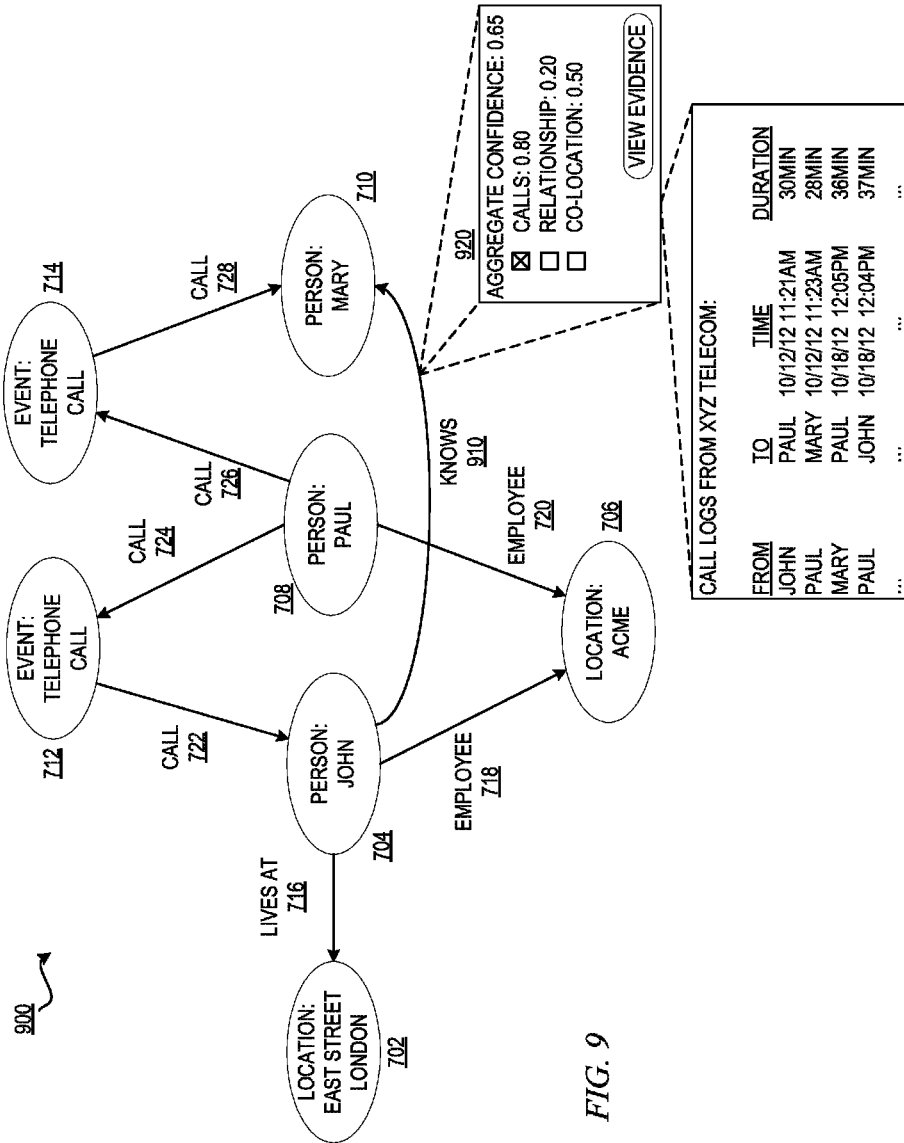 900
EVENT:
TELEPHONE
CALL
712
EVENT:
TELEPHONE
CALL
714
CALL
722
CALL
724
CALL
726
CALL
728
LOCATION:
EAST STREET
LONDON
702
LIVES AT
716
PERSON:
JOHN
704
PERSON:
PAUL
708
PERSON:
MARY
710
EMPLOYEE
718
EMPLOYEE
720
KNOWS
910
LOCATION:
ACME
706
920
AGGREGATE CONFIDENCE: 0.65
CALLS: 0.80
RELATIONSHIP: 0.20
CO-LOCATION: 0.50
VIEW EVIDENCE
CALL LOGS FROM XYZ TELECOM:
FROM TO TIME DURATION
JOHN PAUL 10/12/12 11:21AM 30MIN
PAUL MARY 10/12/12 11:23AM 28MIN
MARY PAUL 10/18/12 12:05PM 36MIN
PAUL JOHN 10/18/12 12:04PM 37MIN
... ... ... ...
FIG. 9